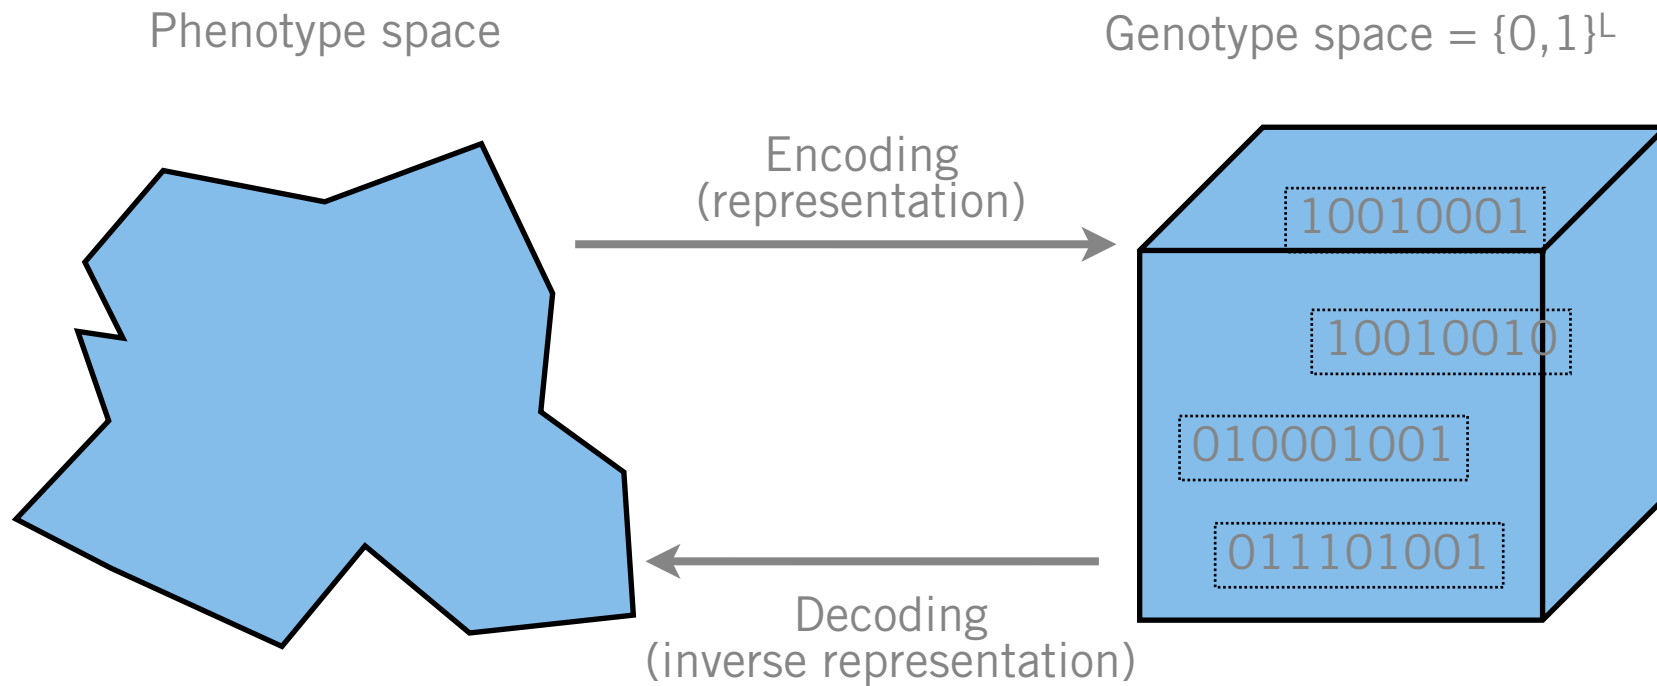 Phenotype space
Genotype space = {0,1}ᴸ
Encoding
(representation)
10010001
10010010
010001001
011101001
Decoding
(inverse representation)